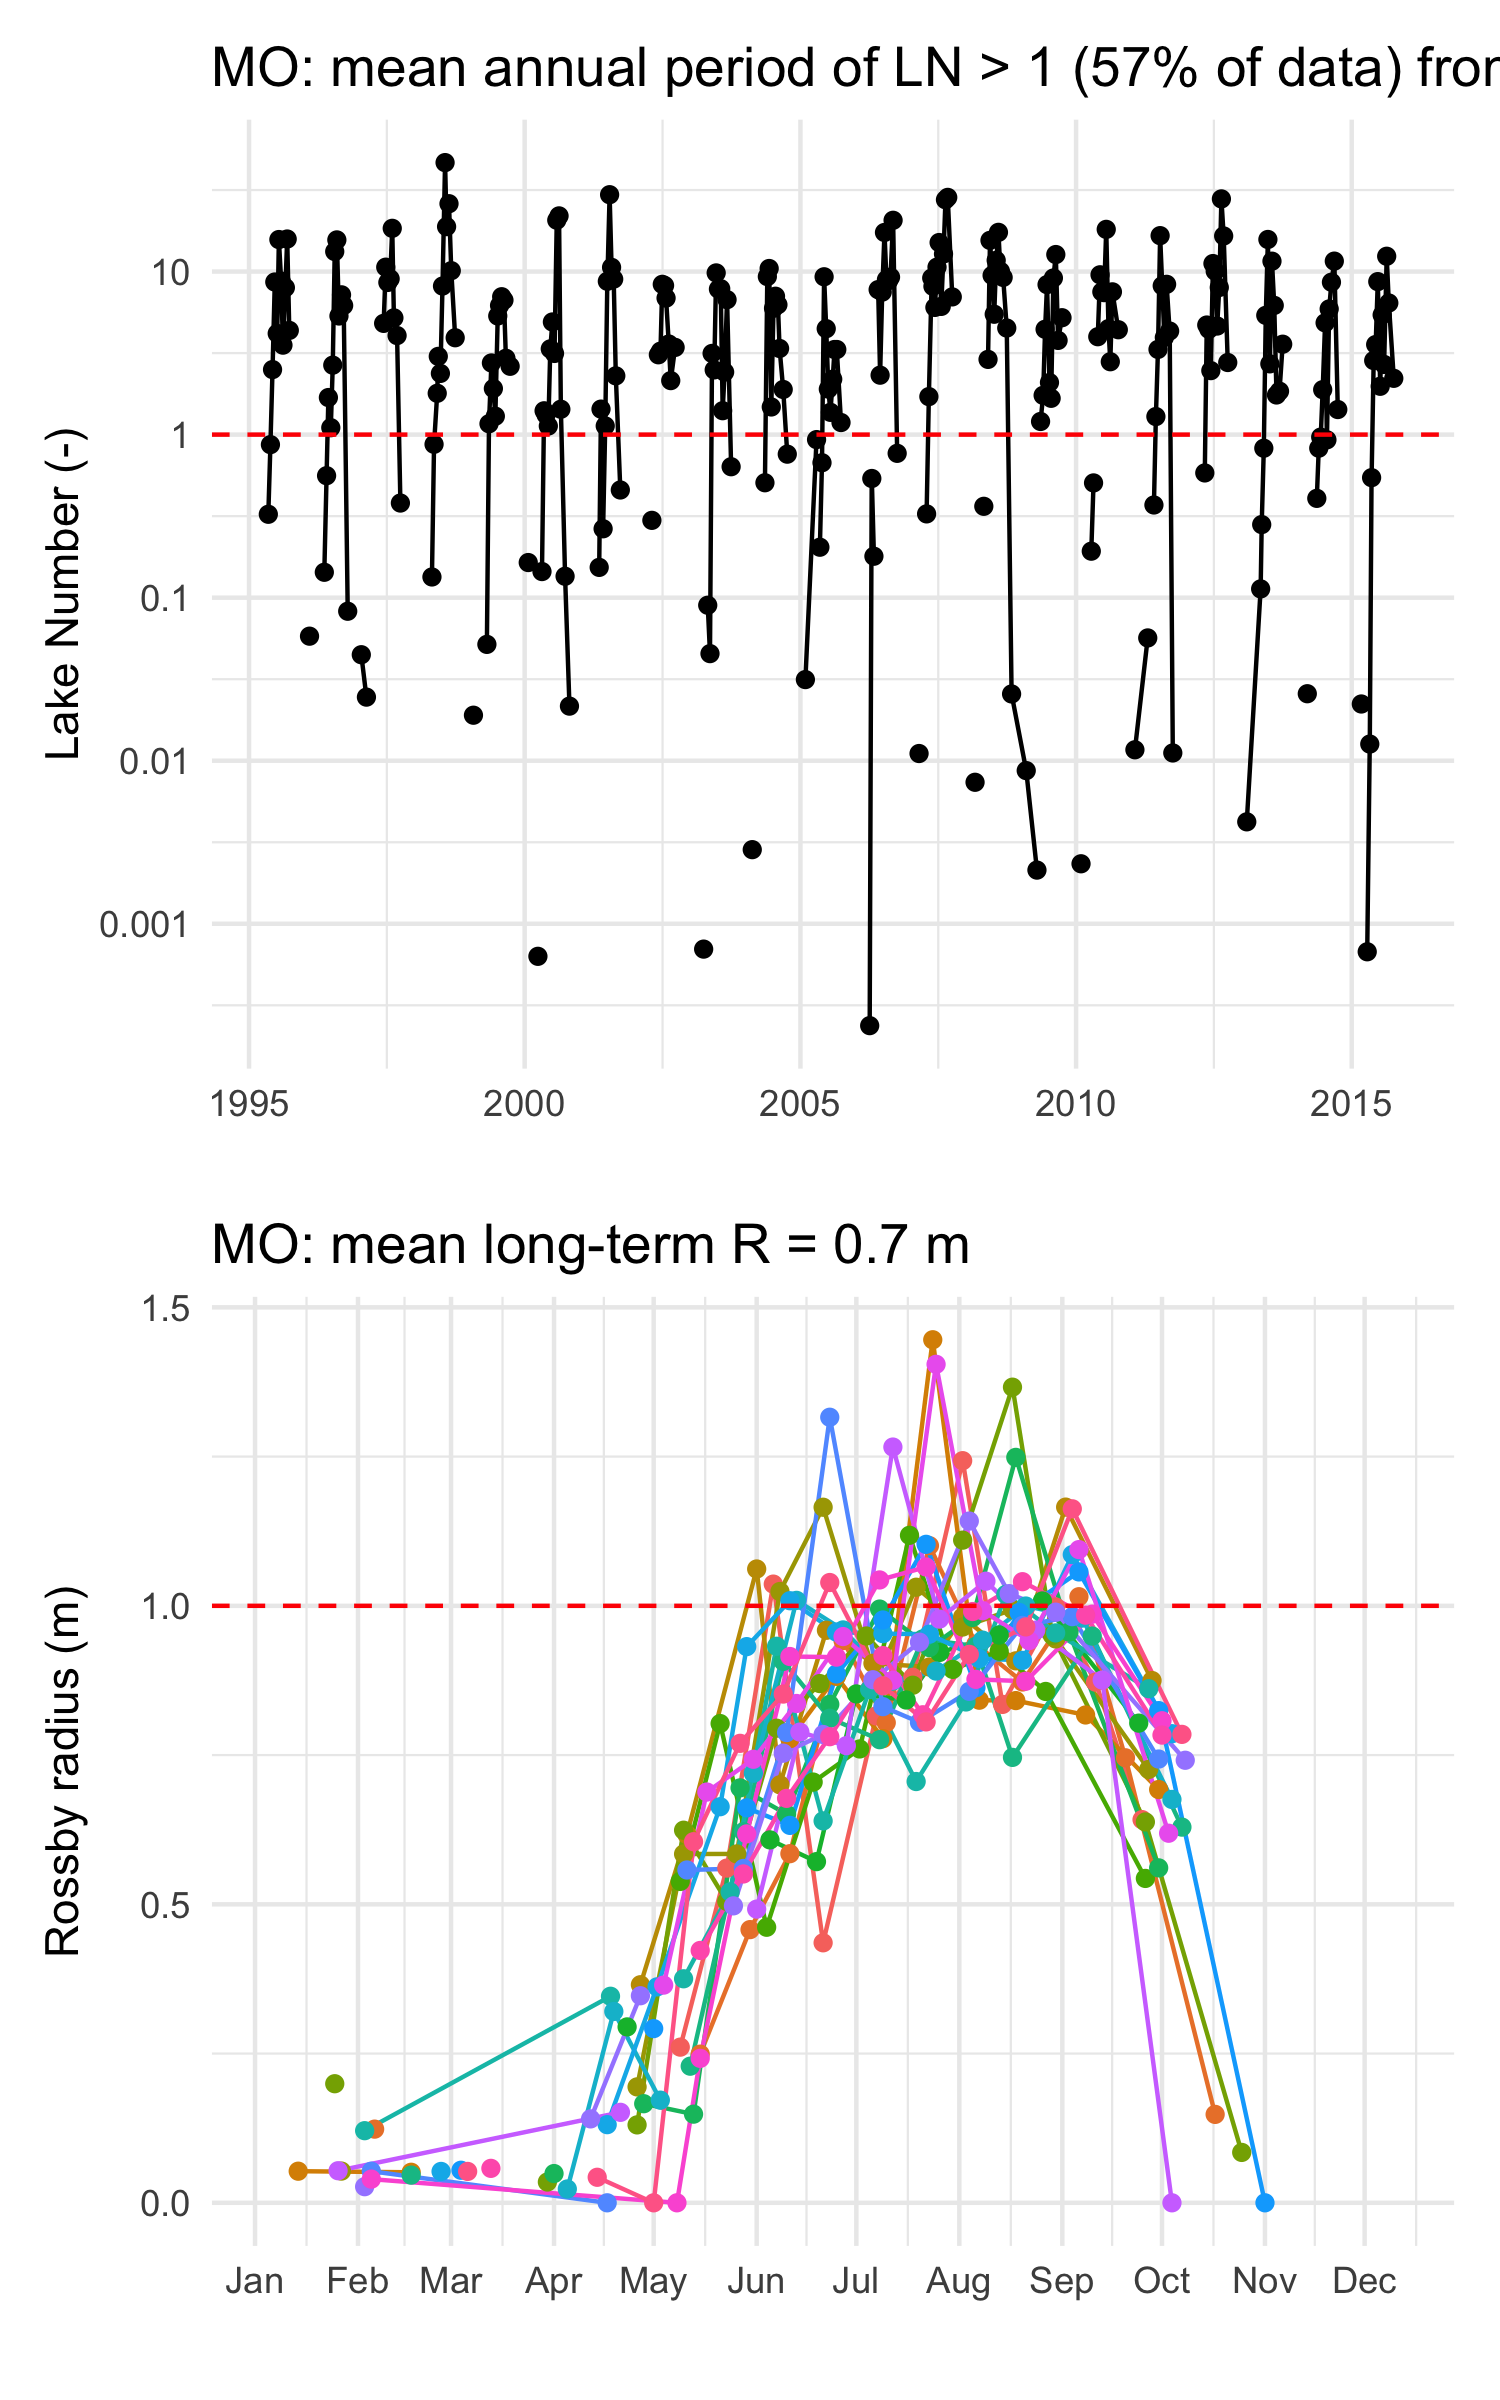 MO: mean annual period of LN > 1 (57% of data)
Lake Number (-)
10
1
0.1
0.01
0.001
1995 2000 2005 2010 2015
MO: mean long-term R = 0.7 m
Rossby radius (m)
1.5
1.0
0.5
0.0
Jan Feb Mar Apr May Jun Jul Aug Sep Oct Nov Dec